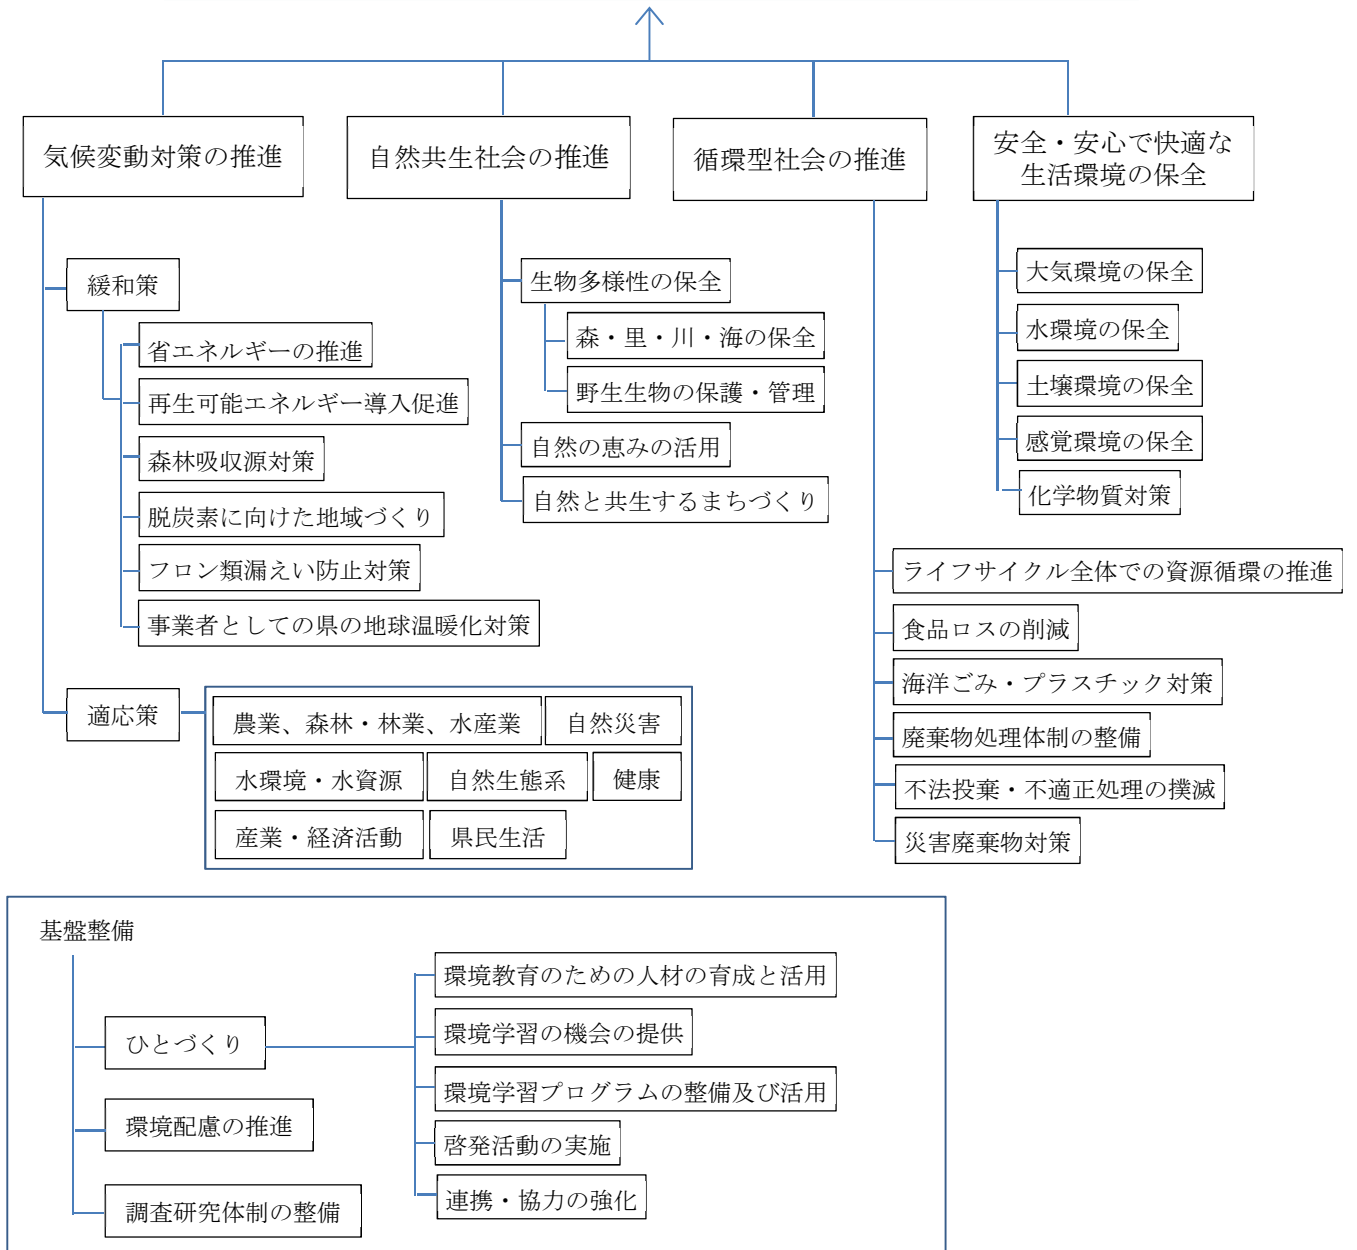 気候変動対策の推進
自然共生社会の推進
循環型社会の推進
安全・安心で快適な
生活環境の保全
緩和策
省エネルギーの推進
再生可能エネルギー導入促進
森林吸収源対策
脱炭素に向けた地域づくり
フロン類漏えい防止対策
事業者としての県の地球温暖化対策
適応策
農業、森林・林業、水産業
自然災害
水環境・水資源
自然生態系
健康
産業・経済活動
県民生活
生物多様性の保全
森・里・川・海の保全
野生生物の保護・管理
自然の恵みの活用
自然と共生するまちづくり
ライフサイクル全体での資源循環の推進
食品ロスの削減
海洋ごみ・プラスチック対策
廃棄物処理体制の整備
不法投棄・不適正処理の撲滅
災害廃棄物対策
大気環境の保全
水環境の保全
土壌環境の保全
感覚環境の保全
化学物質対策
基盤整備
ひとづくり
環境教育のための人材の育成と活用
環境学習の機会の提供
環境学習プログラムの整備及び活用
啓発活動の実施
連携・協力の強化
環境配慮の推進
調査研究体制の整備